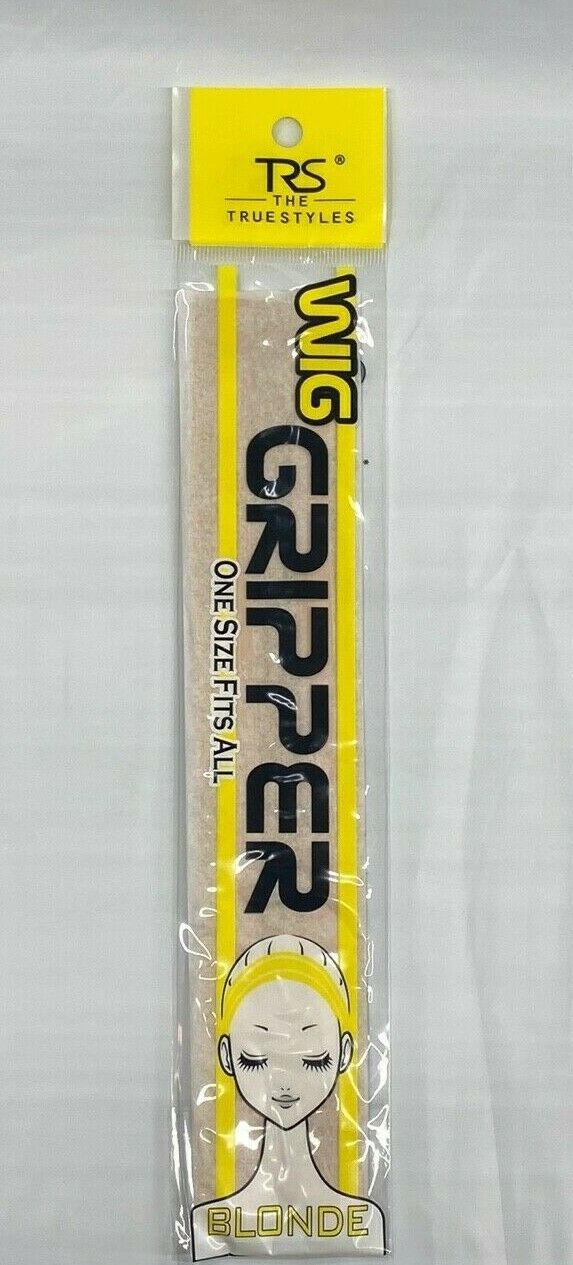 TRS ®
THE
TRUESTYLES
WIG
GRIPPER
ONE SIZE FITS ALL
BLONDE